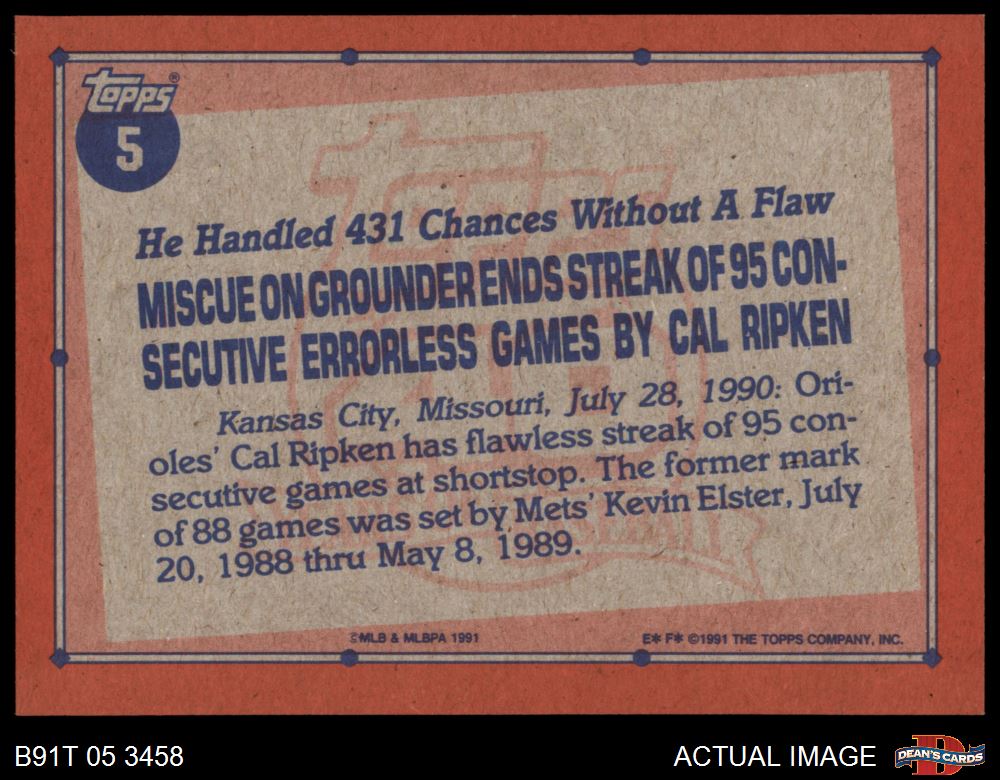 Topps®
5
He Handled 431 Chances Without A Flaw
MISCUE ON GROUNDER ENDS STREAK OF 95 CON-
SECUTIVE ERRORLESS GAMES BY CAL RIPKEN
Kansas City, Missouri, July 28, 1990: Ori-
oles' Cal Ripken has flawless streak of 95 con-
secutive games at shortstop. The former mark
of 88 games was set by Mets' Kevin Elster, July
20, 1988 thru May 8, 1989.
©MLB & MLBPA 1991
E* F* ©1991 THE TOPPS COMPANY, INC.
B91T 05 3458
ACTUAL IMAGE
DEAN'S CARDS